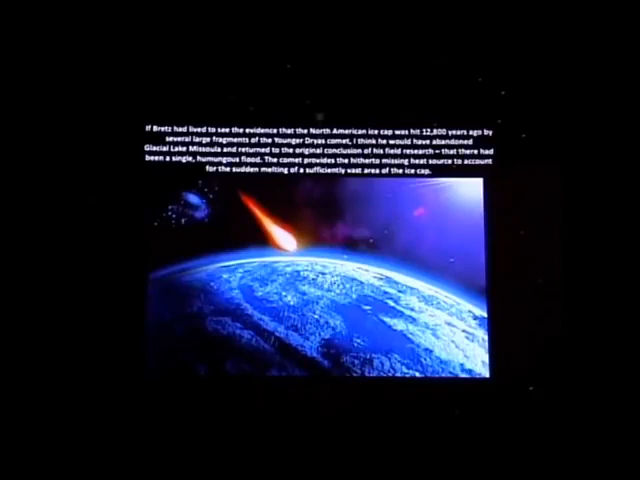 If Bretz had lived to see the evidence that the North American ice cap was hit 12,800 years ago by
several large fragments of the Younger Dryas comet, I think he would have abandoned
Glacial Lake Missoula and returned to the original conclusion of his field research – that there had
been a single, humungous flood. The comet provides the hitherto missing heat source to account
for the sudden melting of a sufficiently vast area of the ice cap.